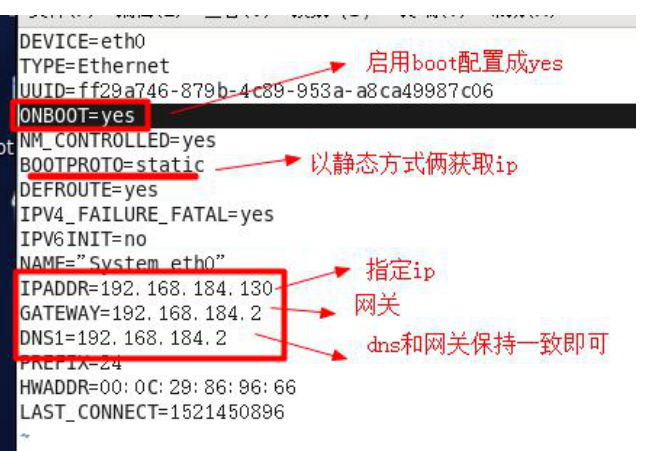 DEVICE=eth0
TYPE=Ethernet
启用boot配置成yes
UUID=ff29a746-879b-4c89-953a-a8ca49987c06
ONBOOT=yes
NM_CONTROLLED=yes
BOOTPROTO=static
以静态方式俩获取ip
DEFROUTE=yes
IPV4_FAILURE_FATAL=yes
IPV6INIT=no
NAME="System eth0"
指定ip
IPADDR=192.168.184.130
网关
GATEWAY=192.168.184.2
DNS1=192.168.184.2
dns和网关保持一致即可
PREFIX=24
HWADDR=00:0C:29:86:96:66
LAST_CONNECT=1521450896
~